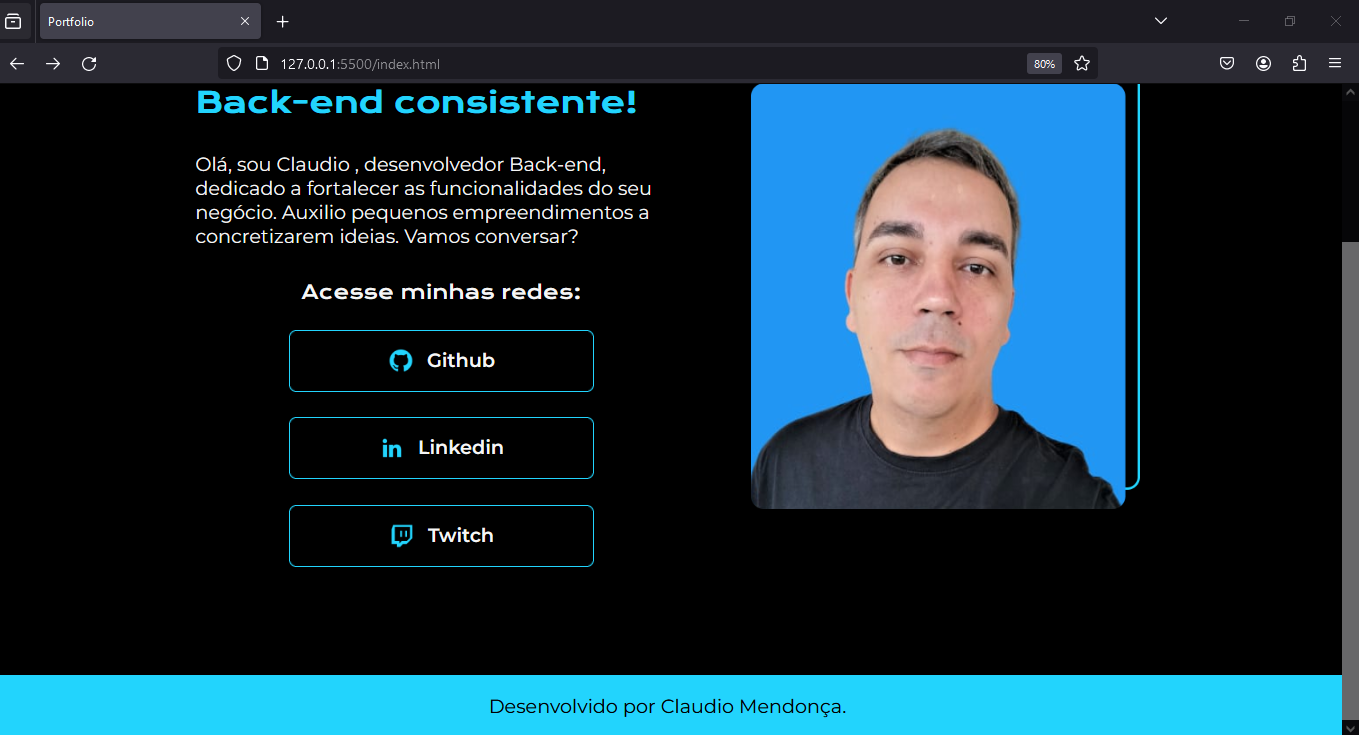 Portfolio
127.0.0.1:5500/index.html
80%
Back-end consistente!
Olá, sou Claudio , desenvolvedor Back-end,
dedicado a fortalecer as funcionalidades do seu
negócio. Auxilio pequenos empreendimentos a
concretizarem ideias. Vamos conversar?
Acesse minhas redes:
Github
in Linkedin
Twitch
Desenvolvido por Claudio Mendonça.